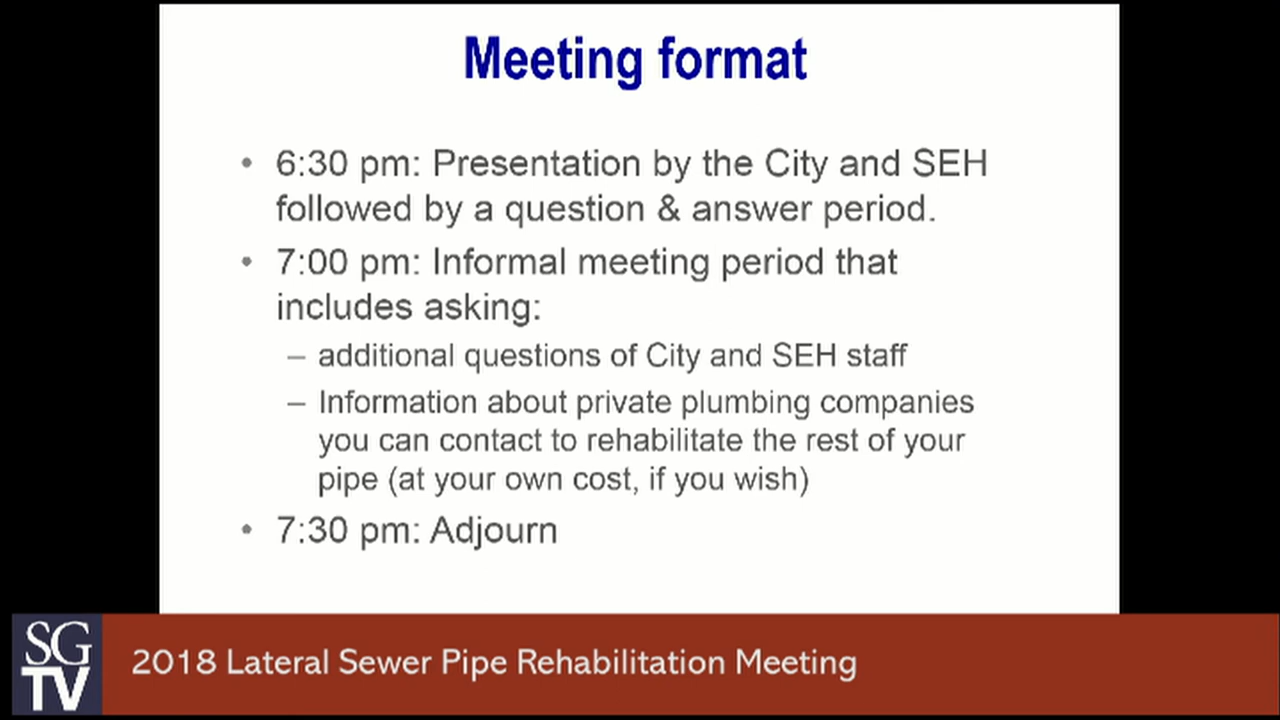 Meeting format
• 6:30 pm: Presentation by the City and SEH
followed by a question & answer period.
• 7:00 pm: Informal meeting period that
includes asking:
– additional questions of City and SEH staff
– Information about private plumbing companies
you can contact to rehabilitate the rest of your
pipe (at your own cost, if you wish)
• 7:30 pm: Adjourn
SG
TV
2018 Lateral Sewer Pipe Rehabilitation Meeting